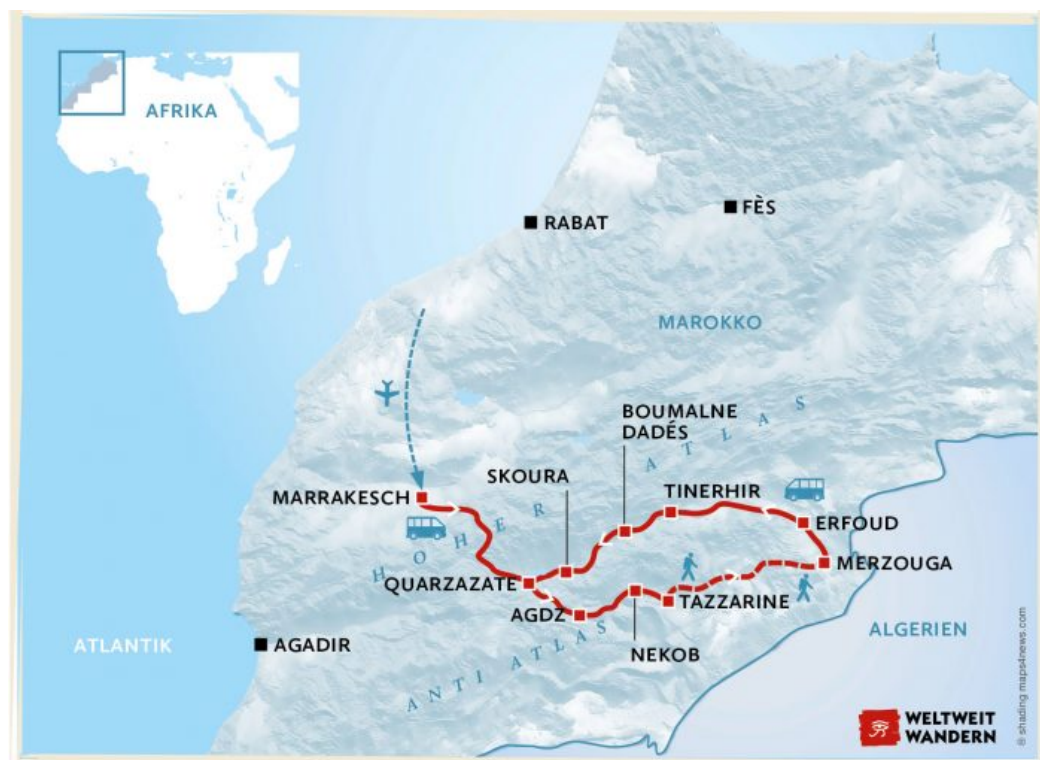 AFRIKA
RABAT
FÈS
MAROKKO
BOUMALNE
DADÉS
ATLAS
SKOURA
TINERHIR
MARRAKESCH
HOHER
ERFOUD
MERZOUGA
QUARZAZATE
AGDZ
TAZZARINE
NEKOB
ANTI ATLAS
ATLANTIK
AGADIR
ALGERIEN
WELTWEIT
WANDERN
© shading maps4news.com